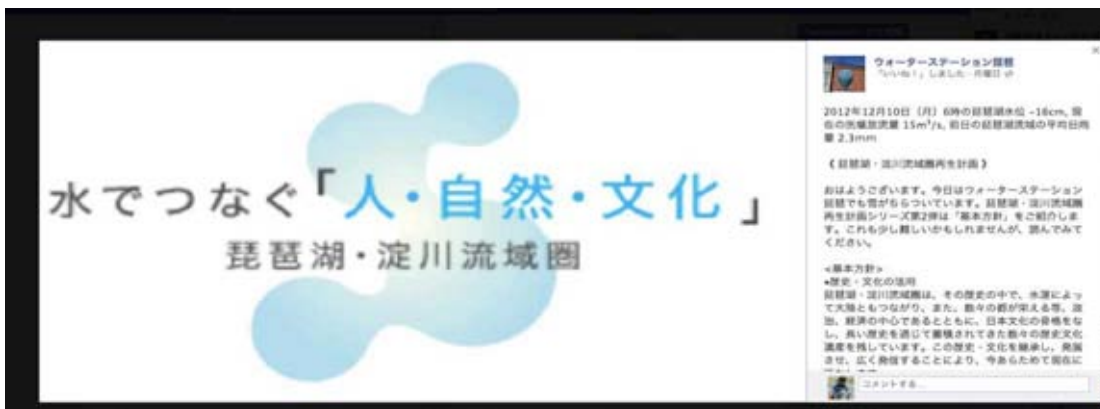 水でつなぐ「人・自然・文化」
琵琶湖・淀川流域圏
ウォーターステーション琵琶
「いいね!」しました・月曜日
2012年12月10日（月）6時の琵琶湖水位 -16cm, 現
在の洗堰放流量 15m³/s, 前日の琵琶湖流域の平均日雨
量 2.3mm
《 琵琶湖・淀川流域圏再生計画 》
おはようございます。今日はウォーターステーション
琵琶でも雪がちらついています。琵琶湖・淀川流域圏
再生計画シリーズ第2弾は「基本方針」をご紹介しま
す。これも少し難しいかもしれませんが、読んでみて
ください。
<基本方針>
•歴史・文化の活用
琵琶湖・淀川流域圏は、その歴史の中で、水運によっ
て大陸ともつながり、また、数々の都が栄える等、政
治、経済の中心であるとともに、日本文化の骨格をな
し、長い歴史を通じて蓄積されてきた数々の歴史文化
遺産を残しています。この歴史・文化を継承し、発展
させ、広く発信することにより、今あらためて現在に
コメントする...